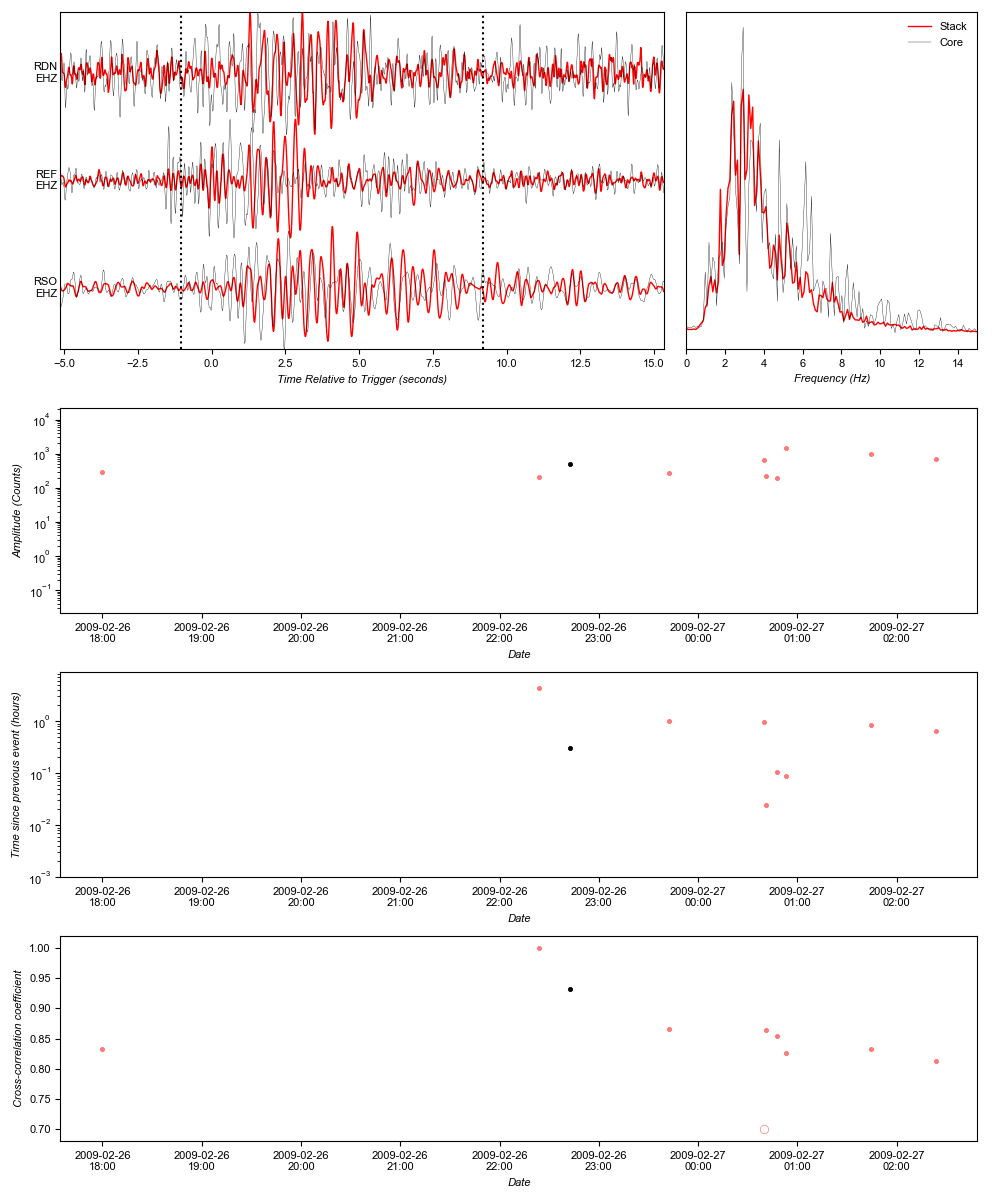 RDN
EHZ
REF
EHZ
RSO
EHZ
−5.0 −2.5 0.0 2.5 5.0 7.5 10.0 12.5 15.0
Time Relative to Trigger (seconds)
Stack
Core
0 2 4 6 8 10 12 14
Frequency (Hz)
10⁴
10³
10²
10¹
10⁰
10⁻¹
Amplitude (Counts)
2009-02-26 2009-02-26 2009-02-26 2009-02-26 2009-02-26 2009-02-26 2009-02-27 2009-02-27 2009-02-27
18:00 19:00 20:00 21:00 22:00 23:00 00:00 01:00 02:00
Date
10⁰
10⁻¹
10⁻²
10⁻³
Time since previous event (hours)
2009-02-26 2009-02-26 2009-02-26 2009-02-26 2009-02-26 2009-02-26 2009-02-27 2009-02-27 2009-02-27
18:00 19:00 20:00 21:00 22:00 23:00 00:00 01:00 02:00
Date
1.00
0.95
0.90
0.85
0.80
0.75
0.70
Cross-correlation coefficient
2009-02-26 2009-02-26 2009-02-26 2009-02-26 2009-02-26 2009-02-26 2009-02-27 2009-02-27 2009-02-27
18:00 19:00 20:00 21:00 22:00 23:00 00:00 01:00 02:00
Date